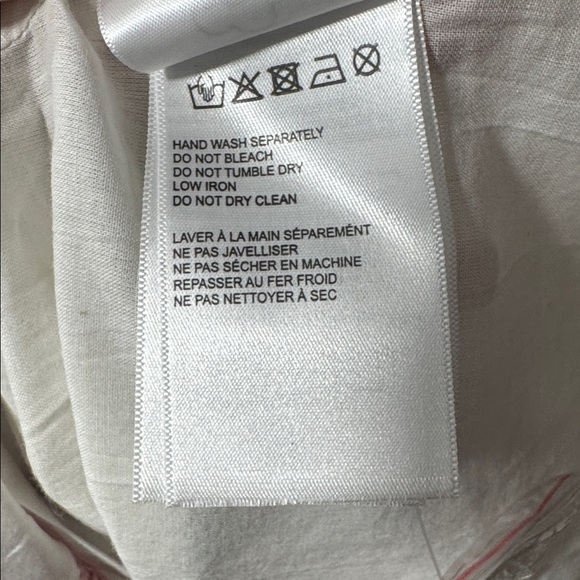 HAND WASH SEPARATELY
DO NOT BLEACH
DO NOT TUMBLE DRY
LOW IRON
DO NOT DRY CLEAN
LAVER À LA MAIN SÉPARÉMENT
NE PAS JAVELLISER
NE PAS SÉCHER EN MACHINE
REPASSER AU FER FROID
NE PAS NETTOYER À SEC